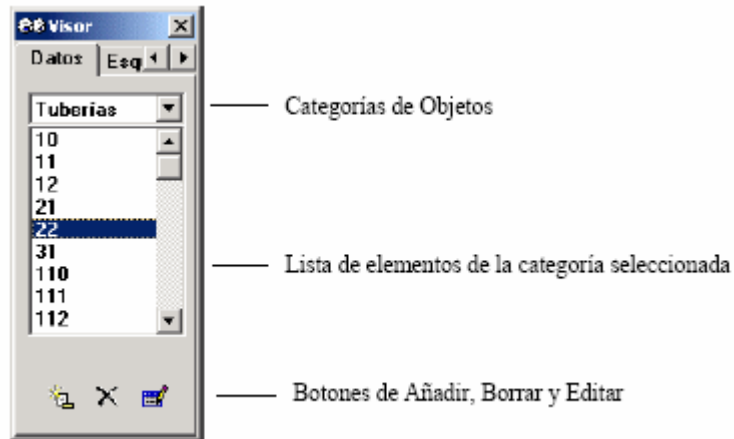 Visor
Datos Esq
Tuberías Categorías de Objetos
10
11
12
21
22
31 Lista de elementos de la categoría seleccionada
110
111
112
Botones de Añadir, Borrar y Editar